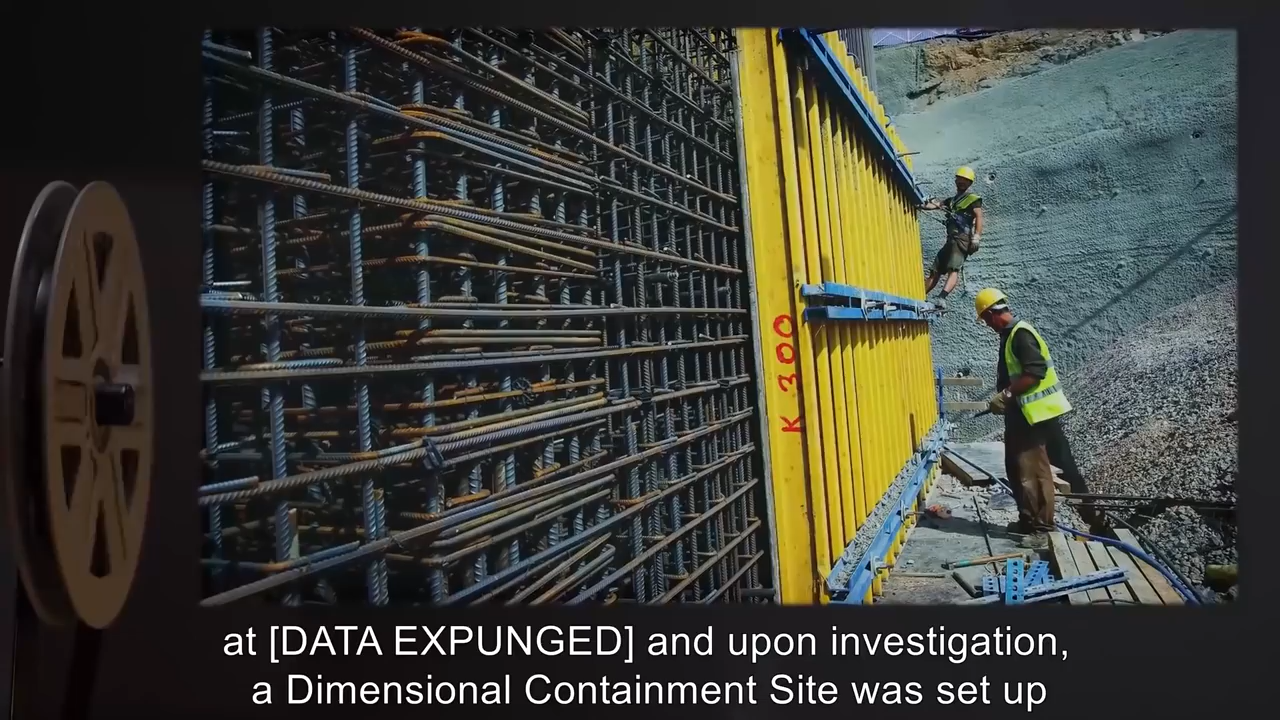 K 300
at [DATA EXPUNGED] and upon investigation,
a Dimensional Containment Site was set up